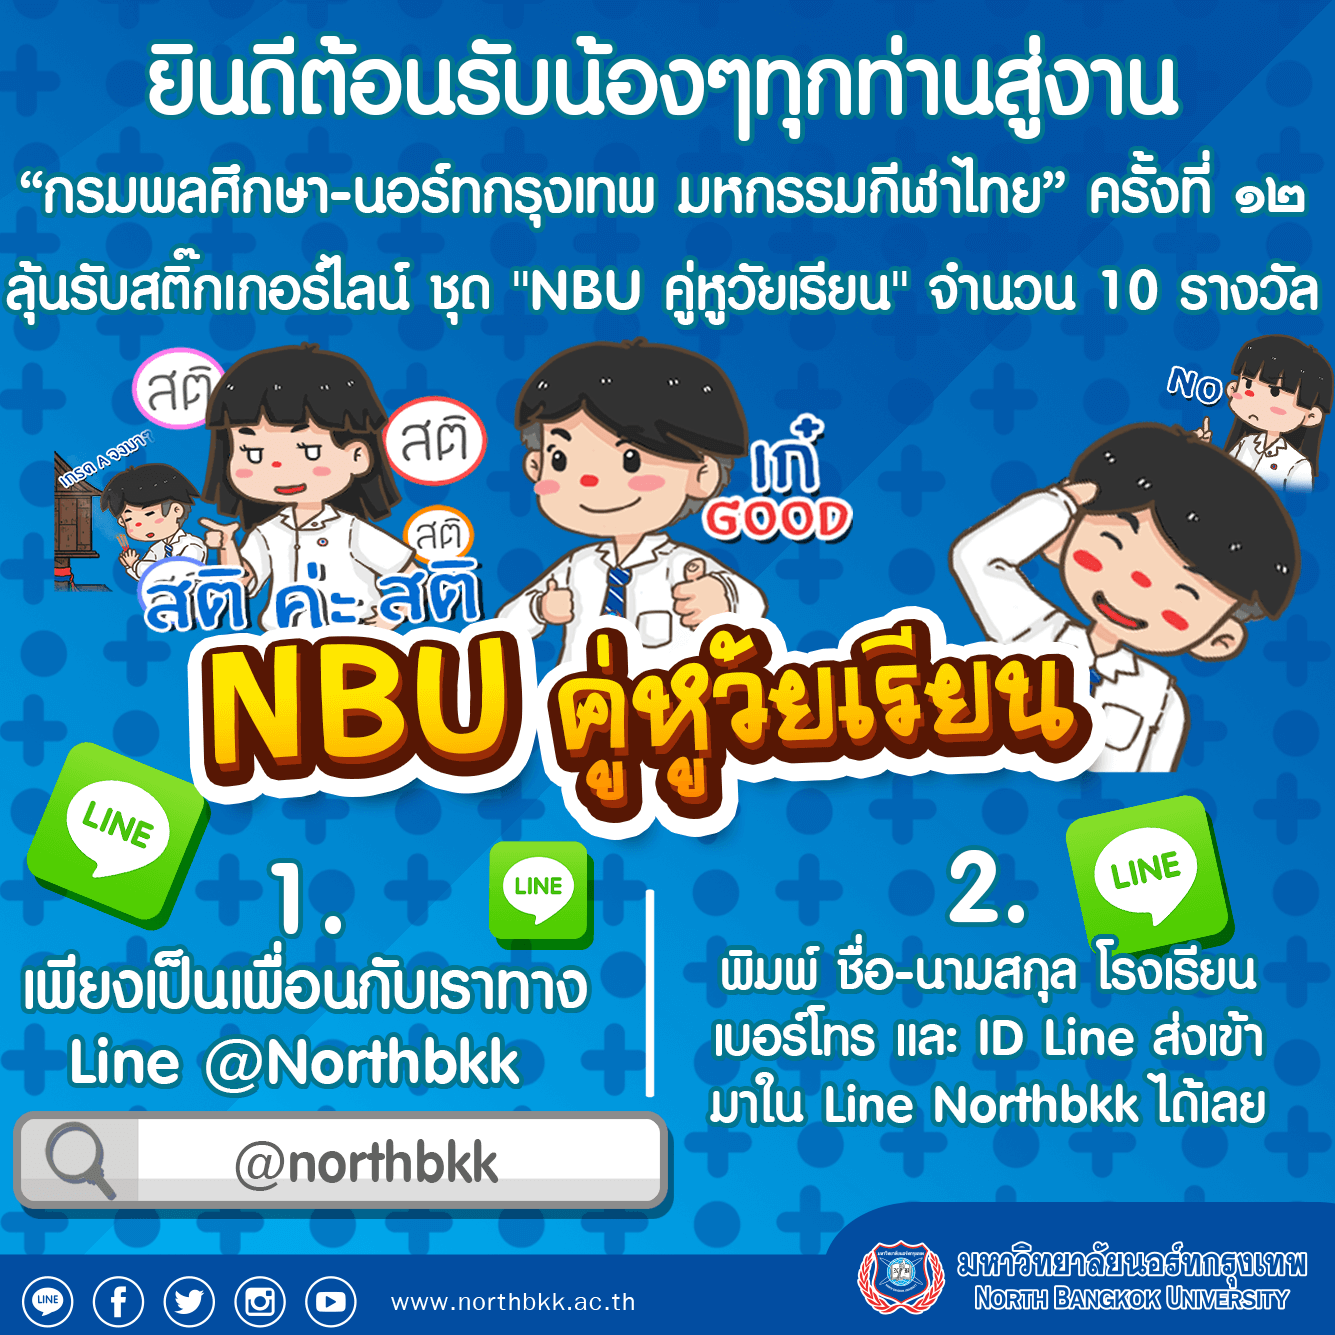 ยินดีต้อนรับน้องๆทุกท่านสู่งาน
“กรมพลศึกษา-นอร์ทกรุงเทพ มหกรรมกีฬาไทย” ครั้งที่ ๑๒
ลุ้นรับสติ๊กเกอร์ไลน์ ชุด "NBU คู่หูวัยเรียน" จำนวน 10 รางวัล
สติ
สติ
สติ
เกรด A จงมาๆ
สติ ค่ะ สติ
เก๋
GOOD
NO
NBU คู่หูวัยเรียน
LINE
LINE
LINE
1.
เพียงเป็นเพื่อนกับเราทาง
Line @Northbkk
@northbkk
2.
พิมพ์ ชื่อ-นามสกุล โรงเรียน
เบอร์โทร และ ID Line ส่งเข้า
มาใน Line Northbkk ได้เลย
LINE
www.northbkk.ac.th
มหาวิทยาลัยนอร์ทกรุงเทพ
NORTH BANGKOK UNIVERSITY